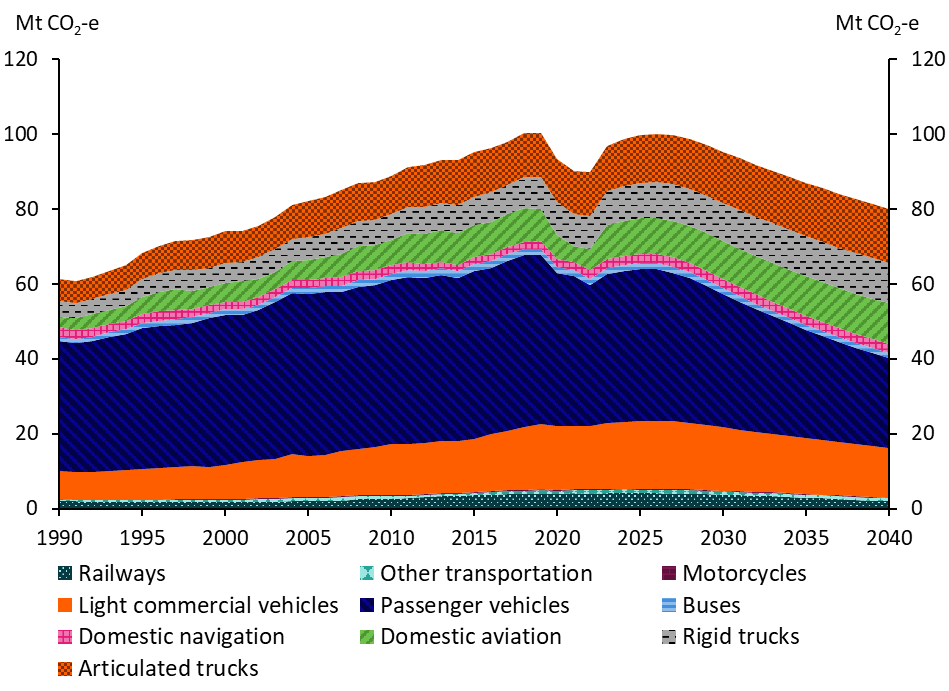 Mt CO₂-e Mt CO₂-e
120 120
100 100
80 80
60 60
40 40
20 20
0 0
1990 1995 2000 2005 2010 2015 2020 2025 2030 2035 2040
Railways Other transportation Motorcycles
Light commercial vehicles Passenger vehicles Buses
Domestic navigation Domestic aviation Rigid trucks
Articulated trucks